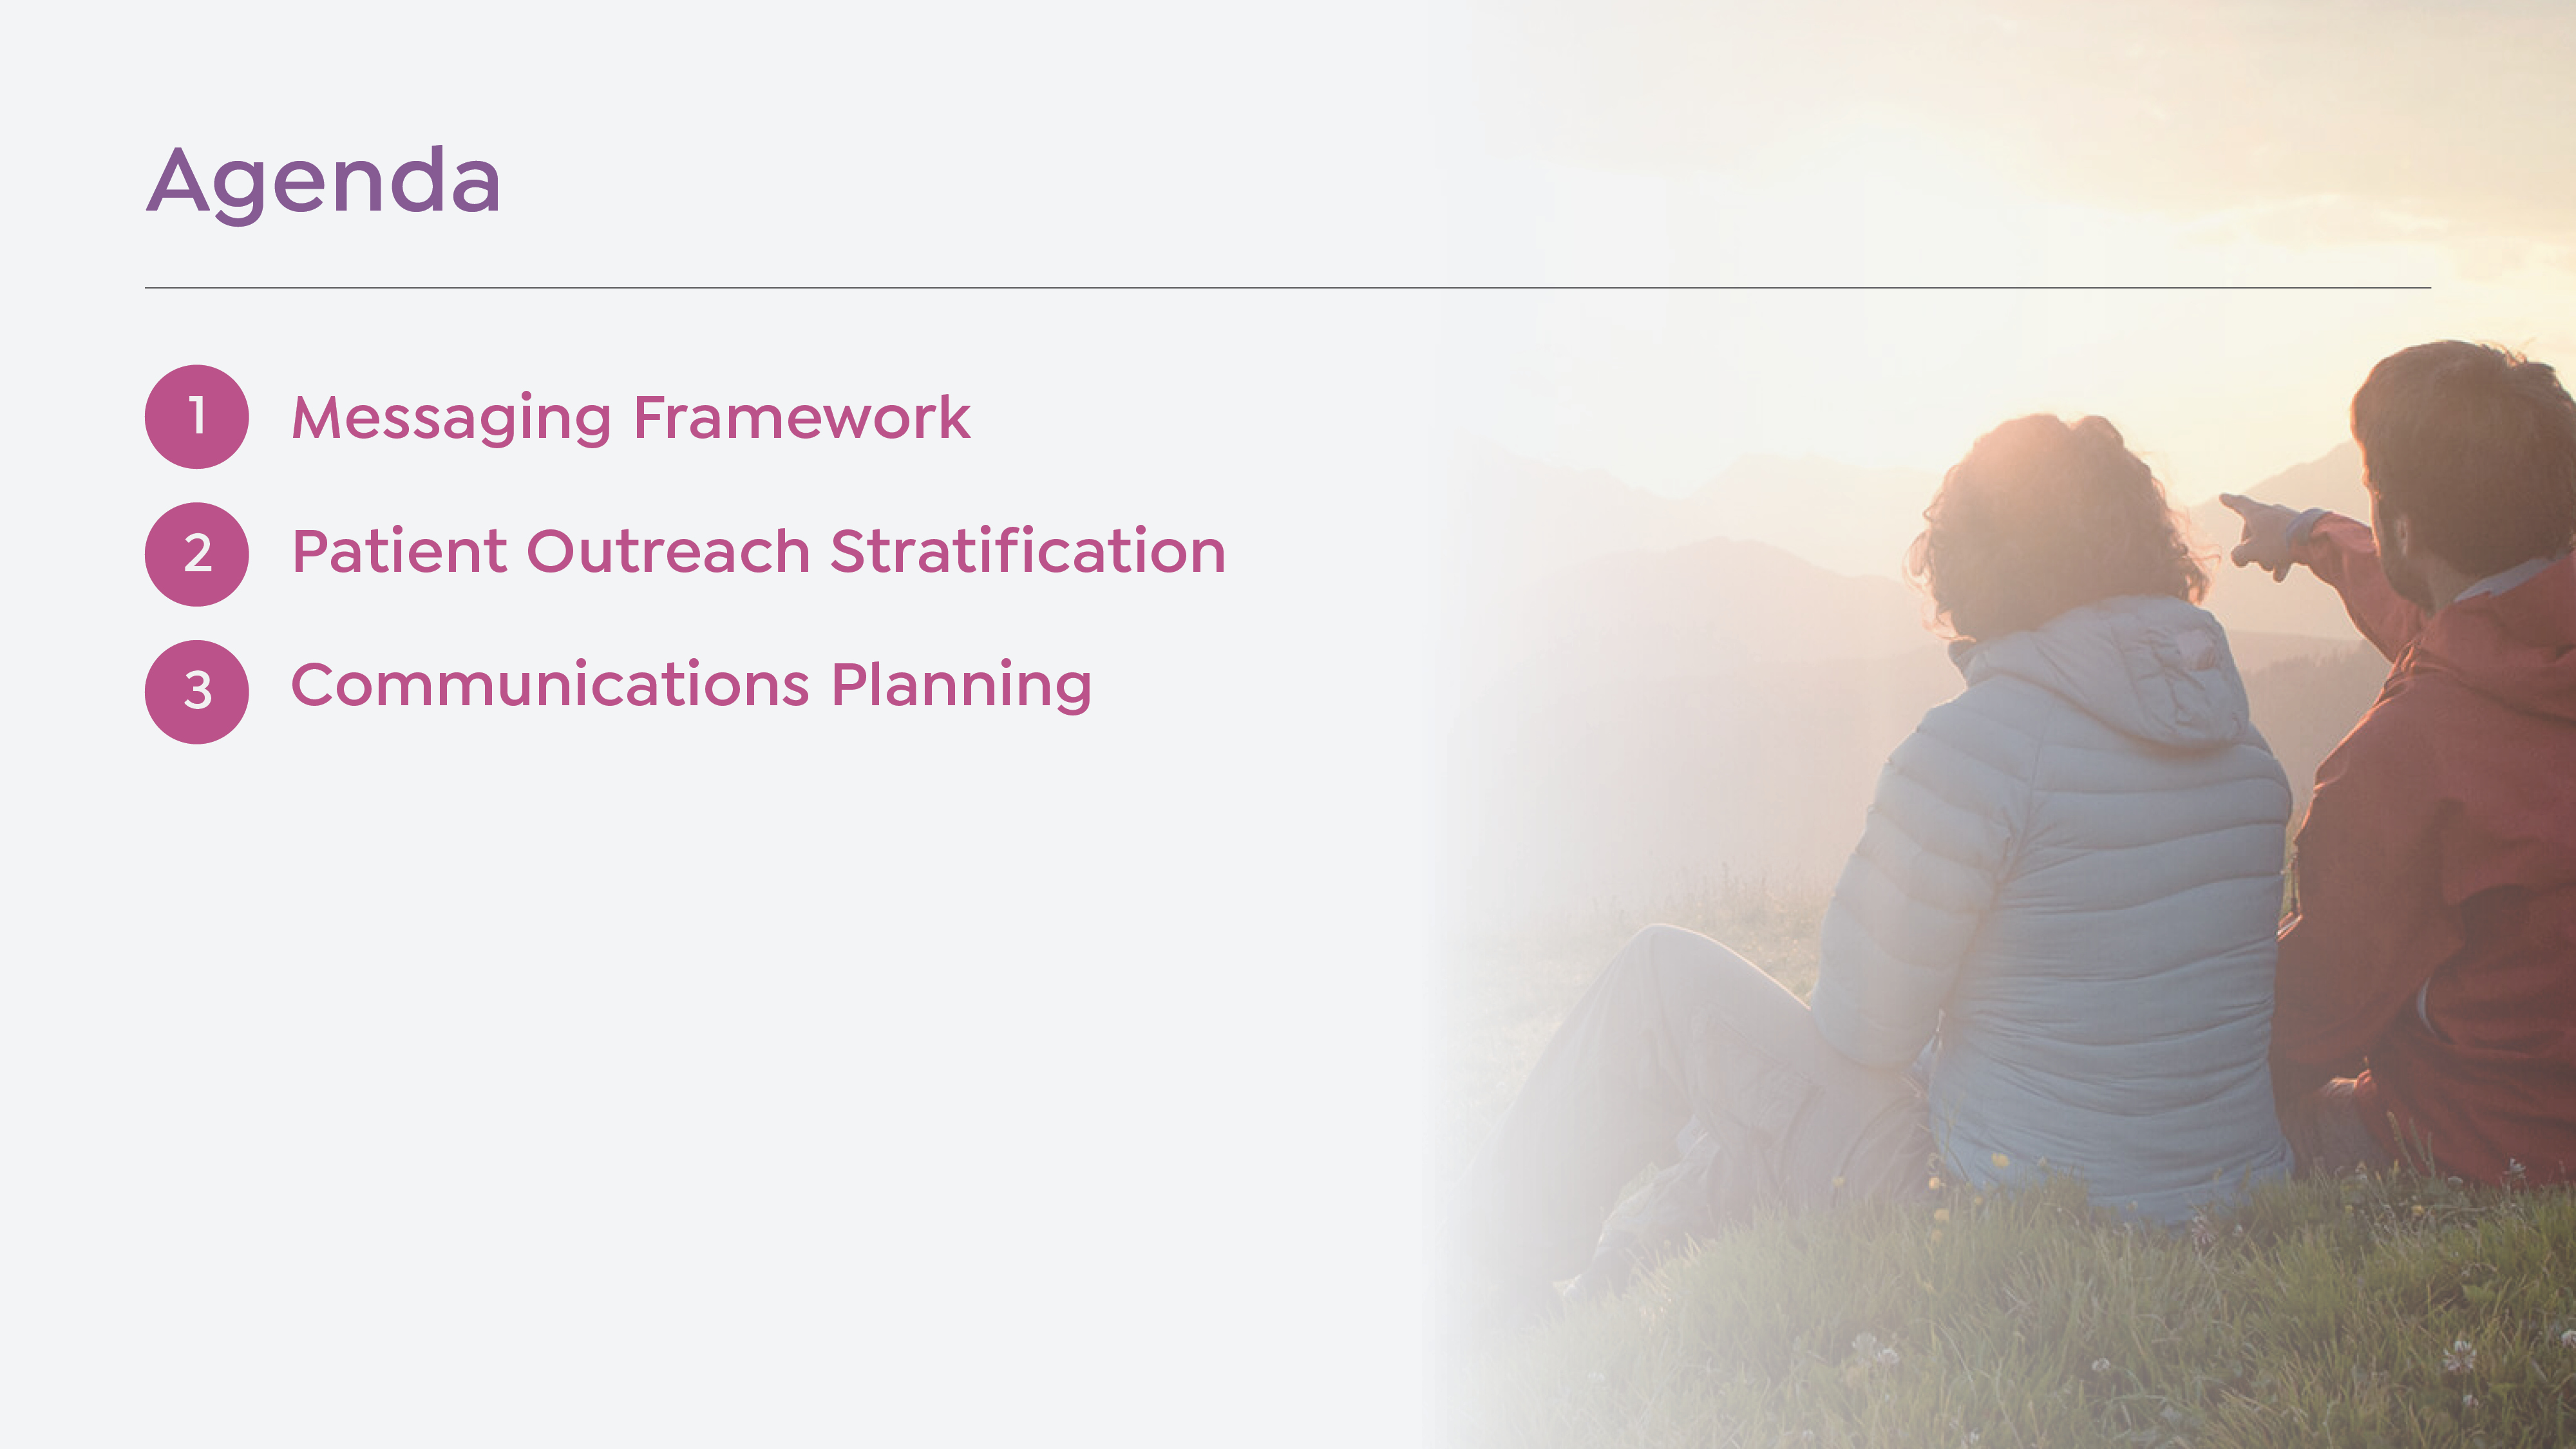 Agenda
1 Messaging Framework
2 Patient Outreach Stratification
3 Communications Planning